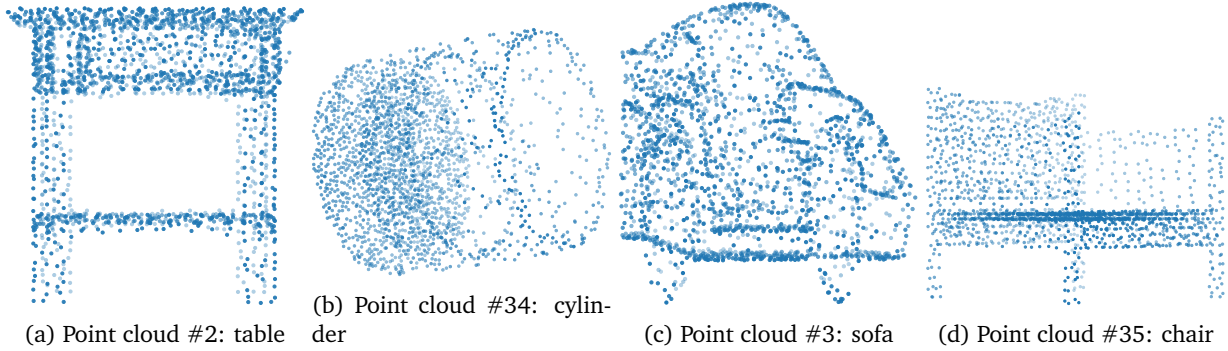 (a) Point cloud #2: table
(b) Point cloud #34: cylin-
der
(c) Point cloud #3: sofa
(d) Point cloud #35: chair